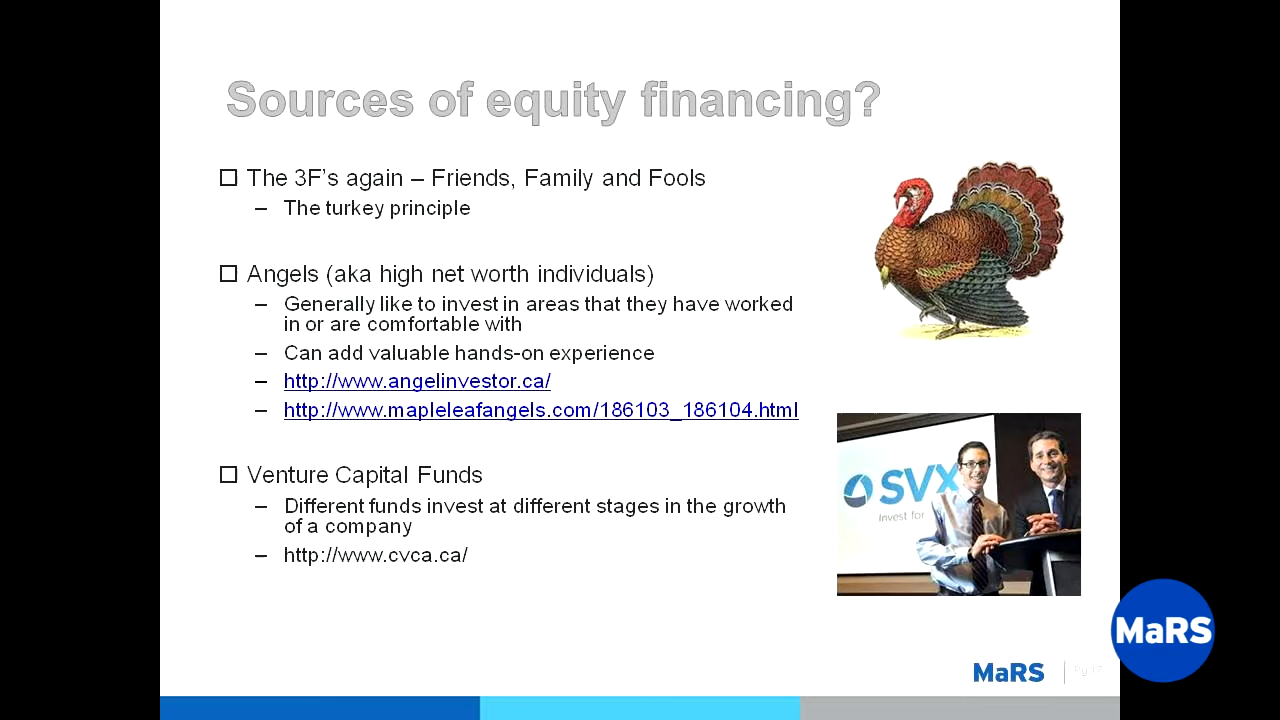 Sources of equity financing?
The 3F's again – Friends, Family and Fools
– The turkey principle
Angels (aka high net worth individuals)
– Generally like to invest in areas that they have worked
in or are comfortable with
– Can add valuable hands-on experience
– http://www.angelinvestor.ca/
– http://www.mapleleafangels.com/186103_186104.html
SVX
Invest for
Venture Capital Funds
– Different funds invest at different stages in the growth
of a company
– http://www.cvca.ca/
MaRS
MaRS